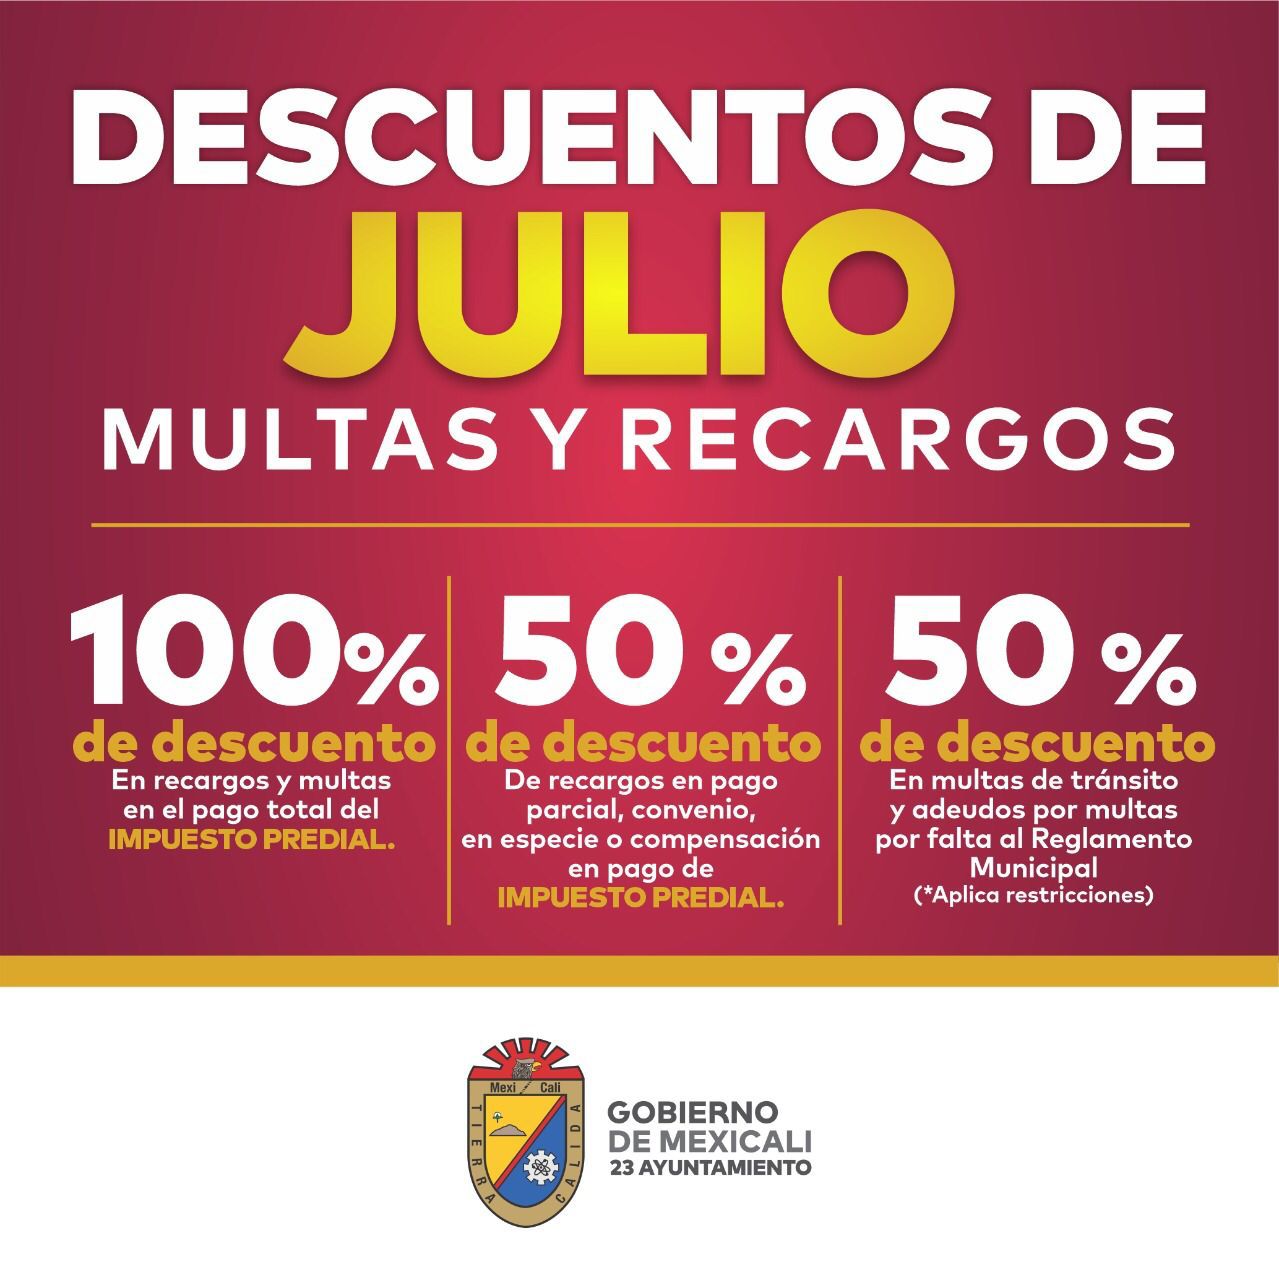 DESCUENTOS DE
JULIO
MULTAS Y RECARGOS
100%
de descuento
En recargos y multas
en el pago total del
IMPUESTO PREDIAL.
50 %
de descuento
De recargos en pago
parcial, convenio,
en especie o compensación
en pago de
IMPUESTO PREDIAL.
50 %
de descuento
En multas de tránsito
y adeudos por multas
por falta al Reglamento
Municipal
(*Aplica restricciones)
Mexi Cali
TIERRA
CALIDA
GOBIERNO
DE MEXICALI
23 AYUNTAMIENTO